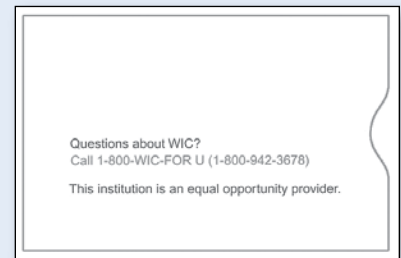 Questions about WIC?
Call 1-800-WIC-FOR U (1-800-942-3678)
This institution is an equal opportunity provider.